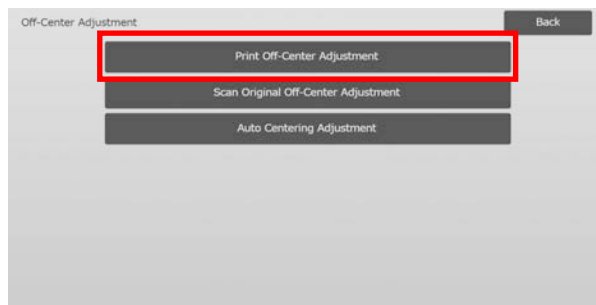 Off-Center Adjustment
Back
Print Off-Center Adjustment
Scan Original Off-Center Adjustment
Auto Centering Adjustment